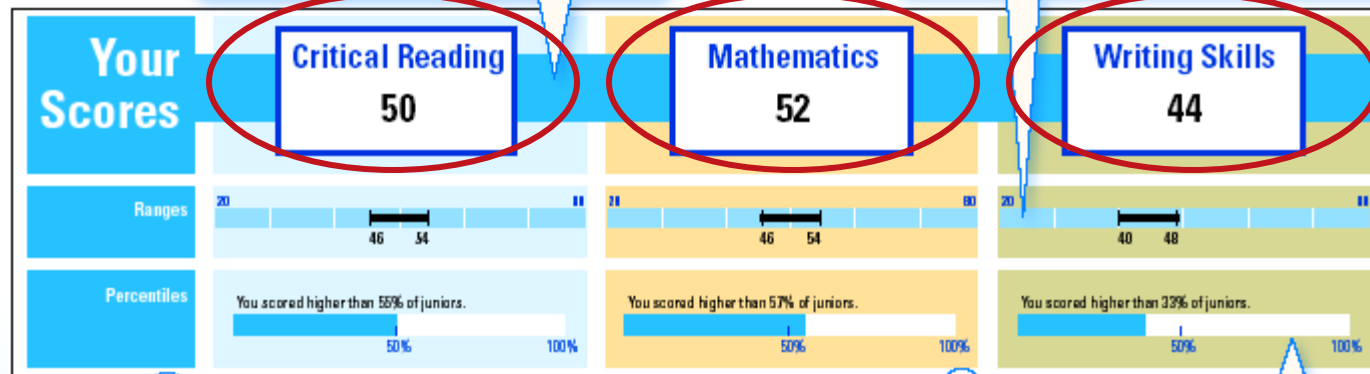 Your
Scores
Critical Reading
50
Mathematics
52
Writing Skills
44
Ranges
20
46 54
20 80
46 54
20
40 48
Percentiles
You scored higher than 55% of juniors.
50% 100%
You scored higher than 57% of juniors.
50% 100%
You scored higher than 33% of juniors.
50% 100%